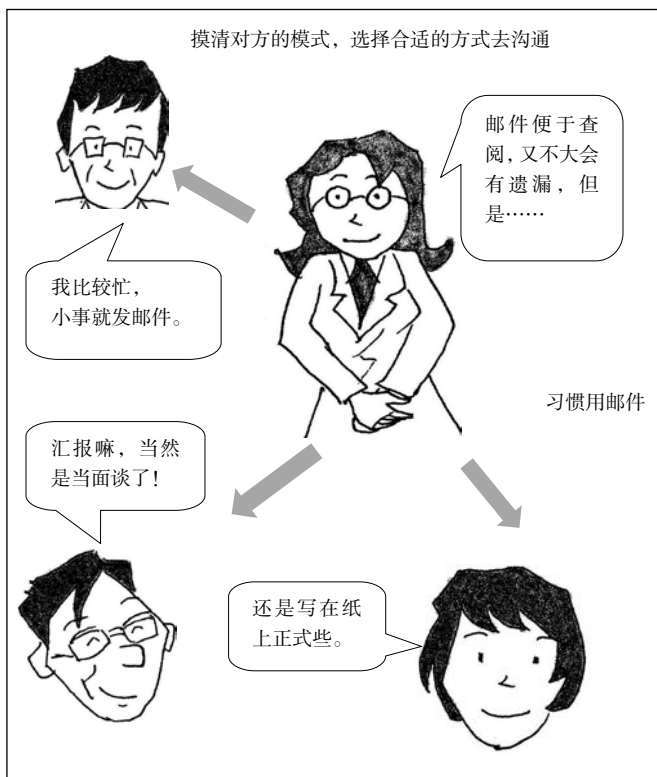 摸清对方的模式，选择合适的方式去沟通
邮件便于查
阅，又不大会
有遗漏，但
是……
我比较忙，
小事就发邮件。
习惯用邮件
汇报嘛，当然
是当面谈了！
还是写在纸
上正式些。